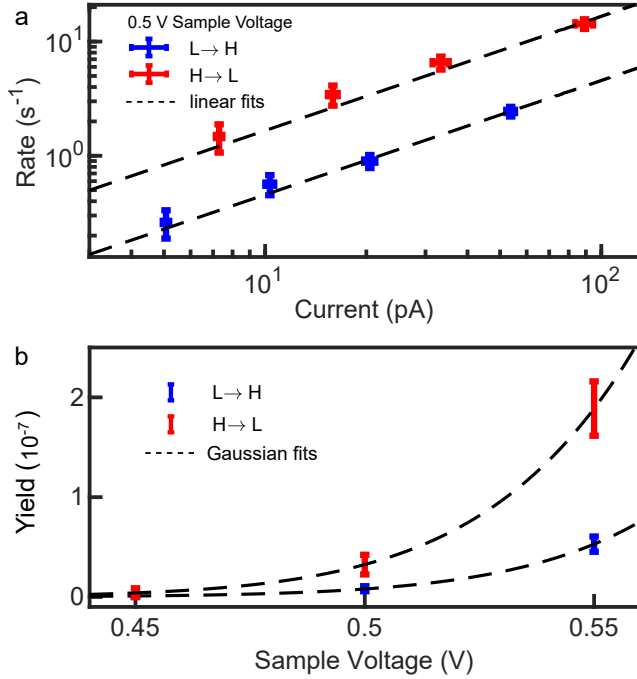 a
0.5 V Sample Voltage
L→ H
H→ L
linear fits
10¹
10⁰
Rate (s⁻¹)
10¹
10²
Current (pA)
b
L→ H
H→ L
Gaussian fits
2
1
0
Yield (10⁻⁷)
0.45
0.5
0.55
Sample Voltage (V)